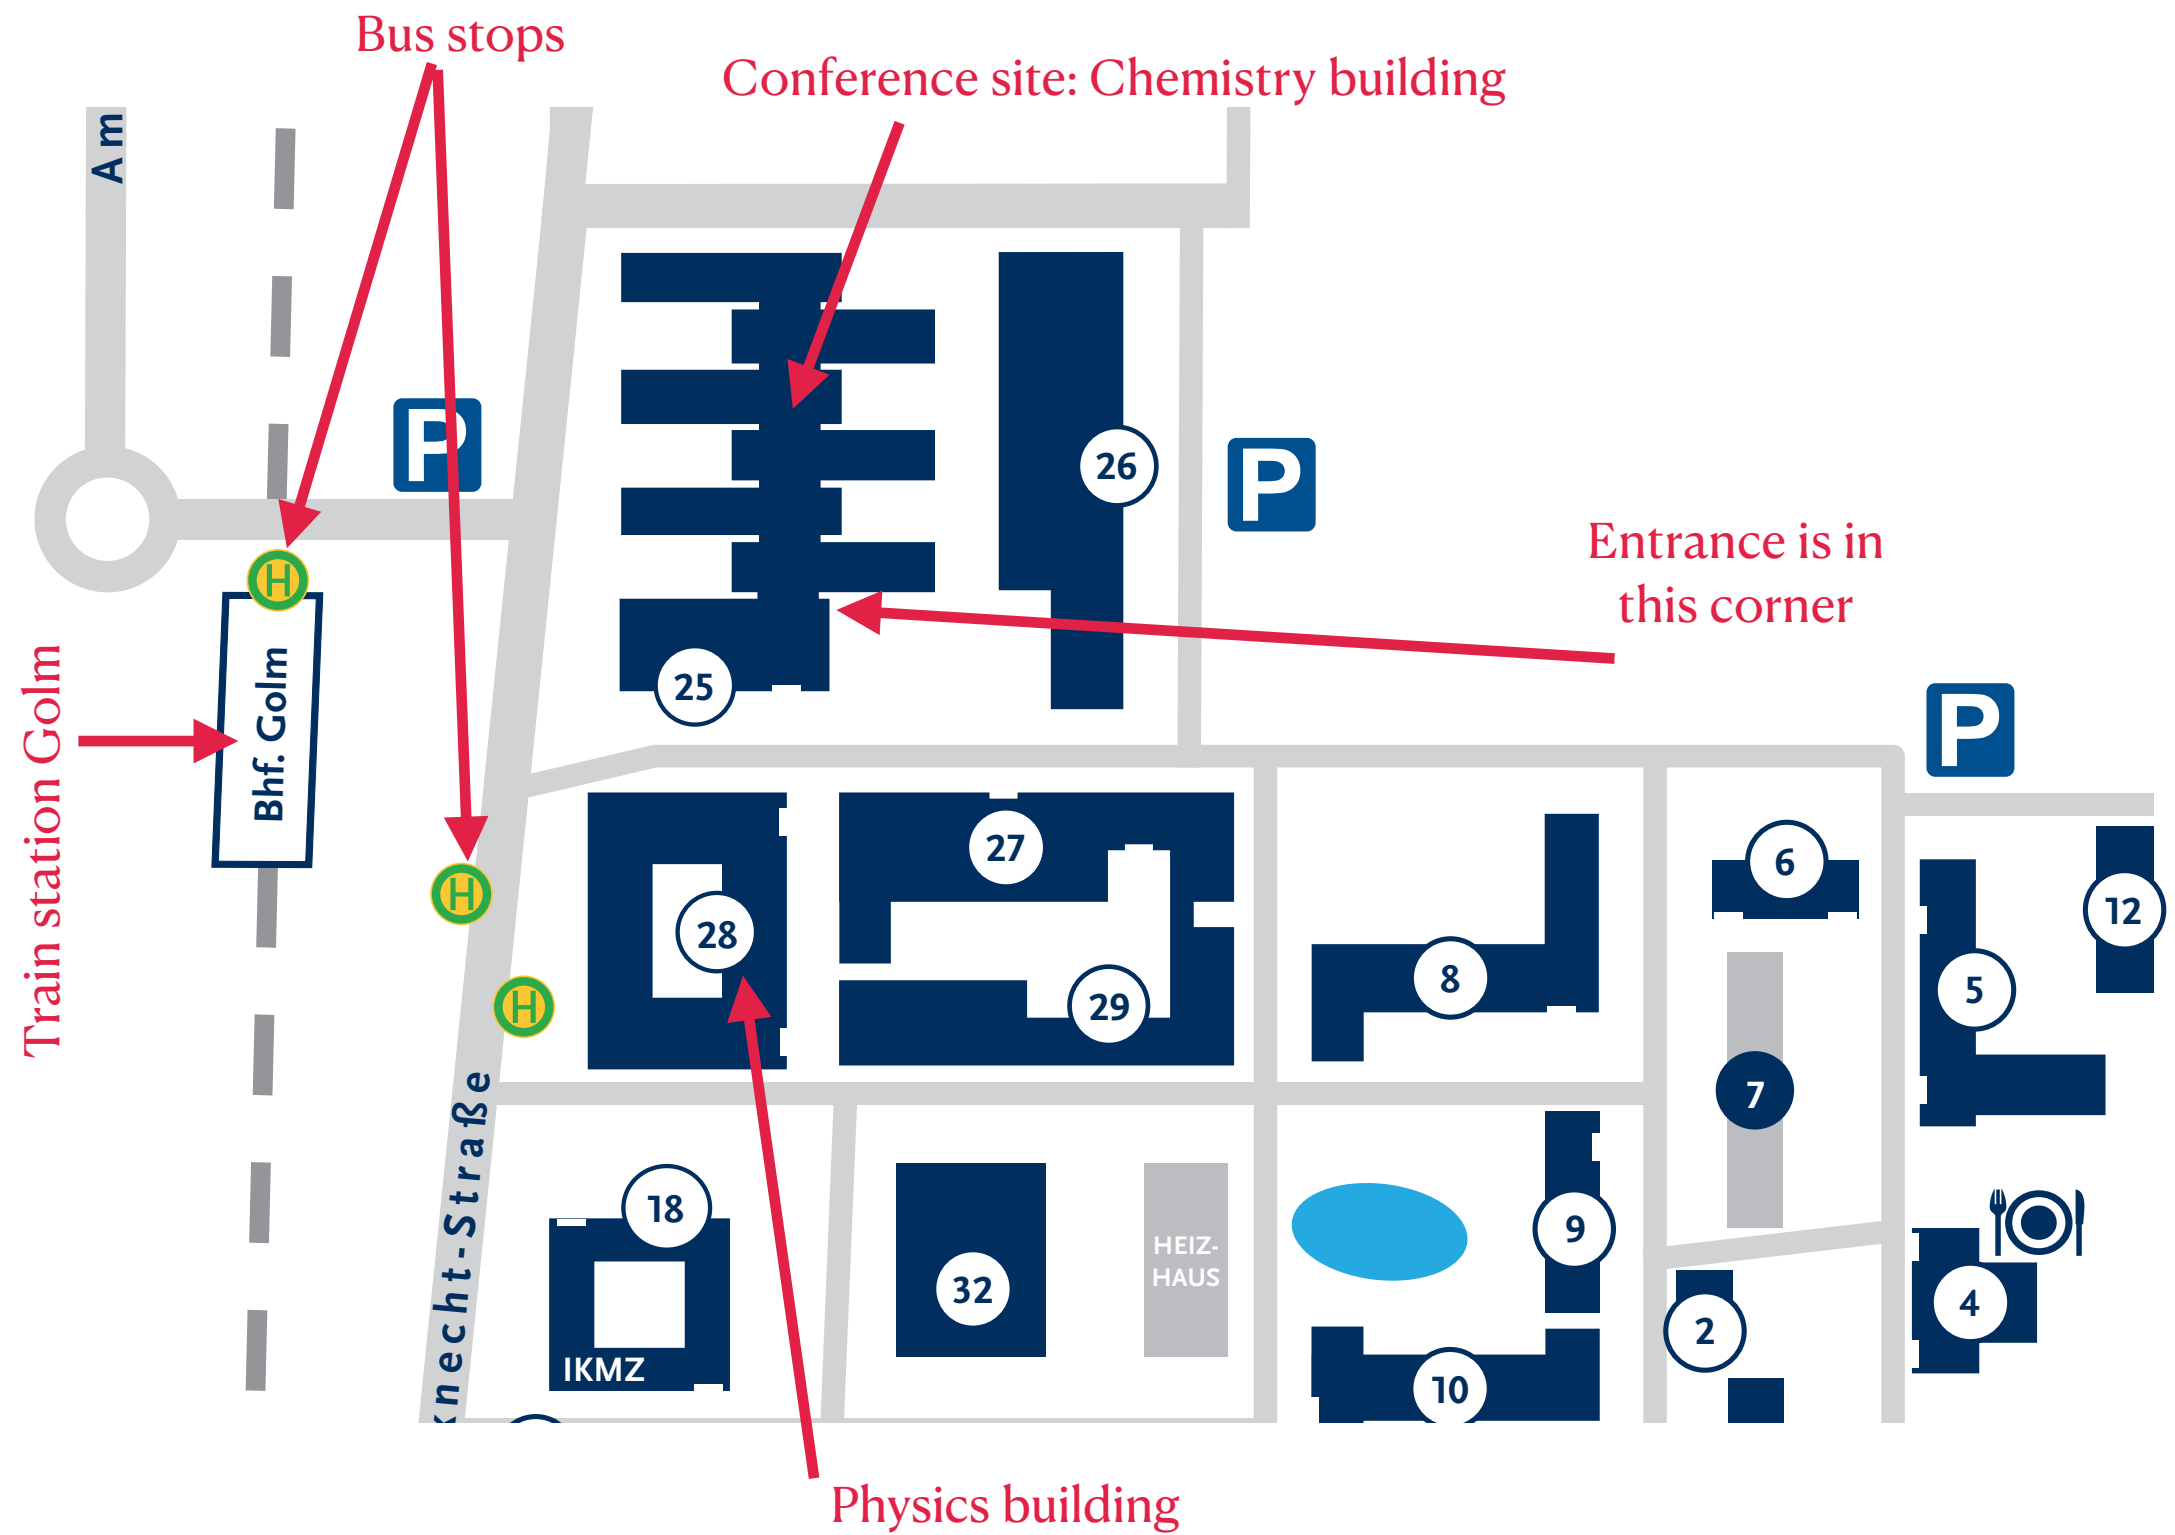 Bus stops
Conference site: Chemistry building
Am
P
26
P
Entrance is in
this corner
H
Train station Golm
Bhf. Golm
25
P
27
6
12
H
28
8
5
H
29
7
knecht-Straße
18
HEIZ-
HAUS
9
32
4
2
IKMZ
10
Physics building